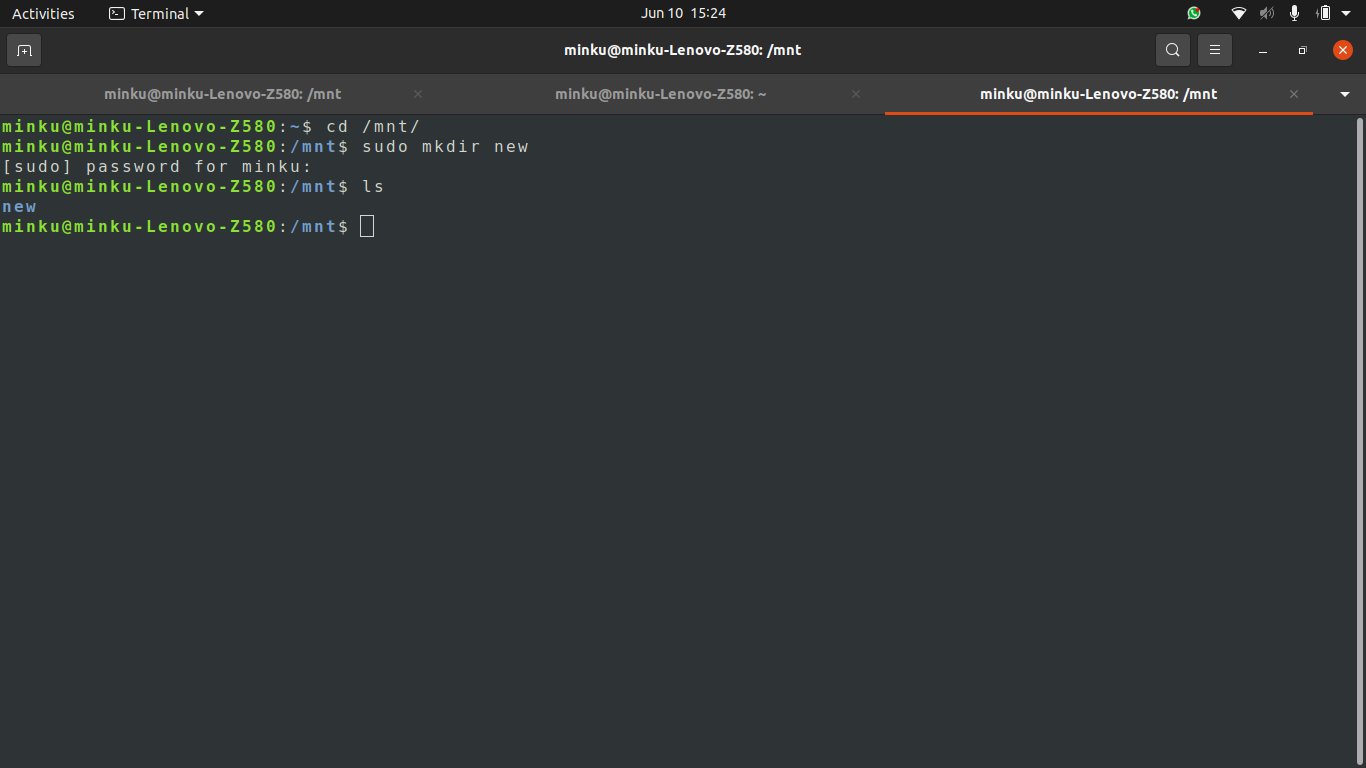 Activities Terminal Jun 10 15:24
minku@minku-Lenovo-Z580: /mnt
minku@minku-Lenovo-Z580: /mnt minku@minku-Lenovo-Z580: ~ minku@minku-Lenovo-Z580: /mnt
minku@minku-Lenovo-Z580:~$ cd /mnt/
minku@minku-Lenovo-Z580:/mnt$ sudo mkdir new
[sudo] password for minku:
minku@minku-Lenovo-Z580:/mnt$ ls
new
minku@minku-Lenovo-Z580:/mnt$